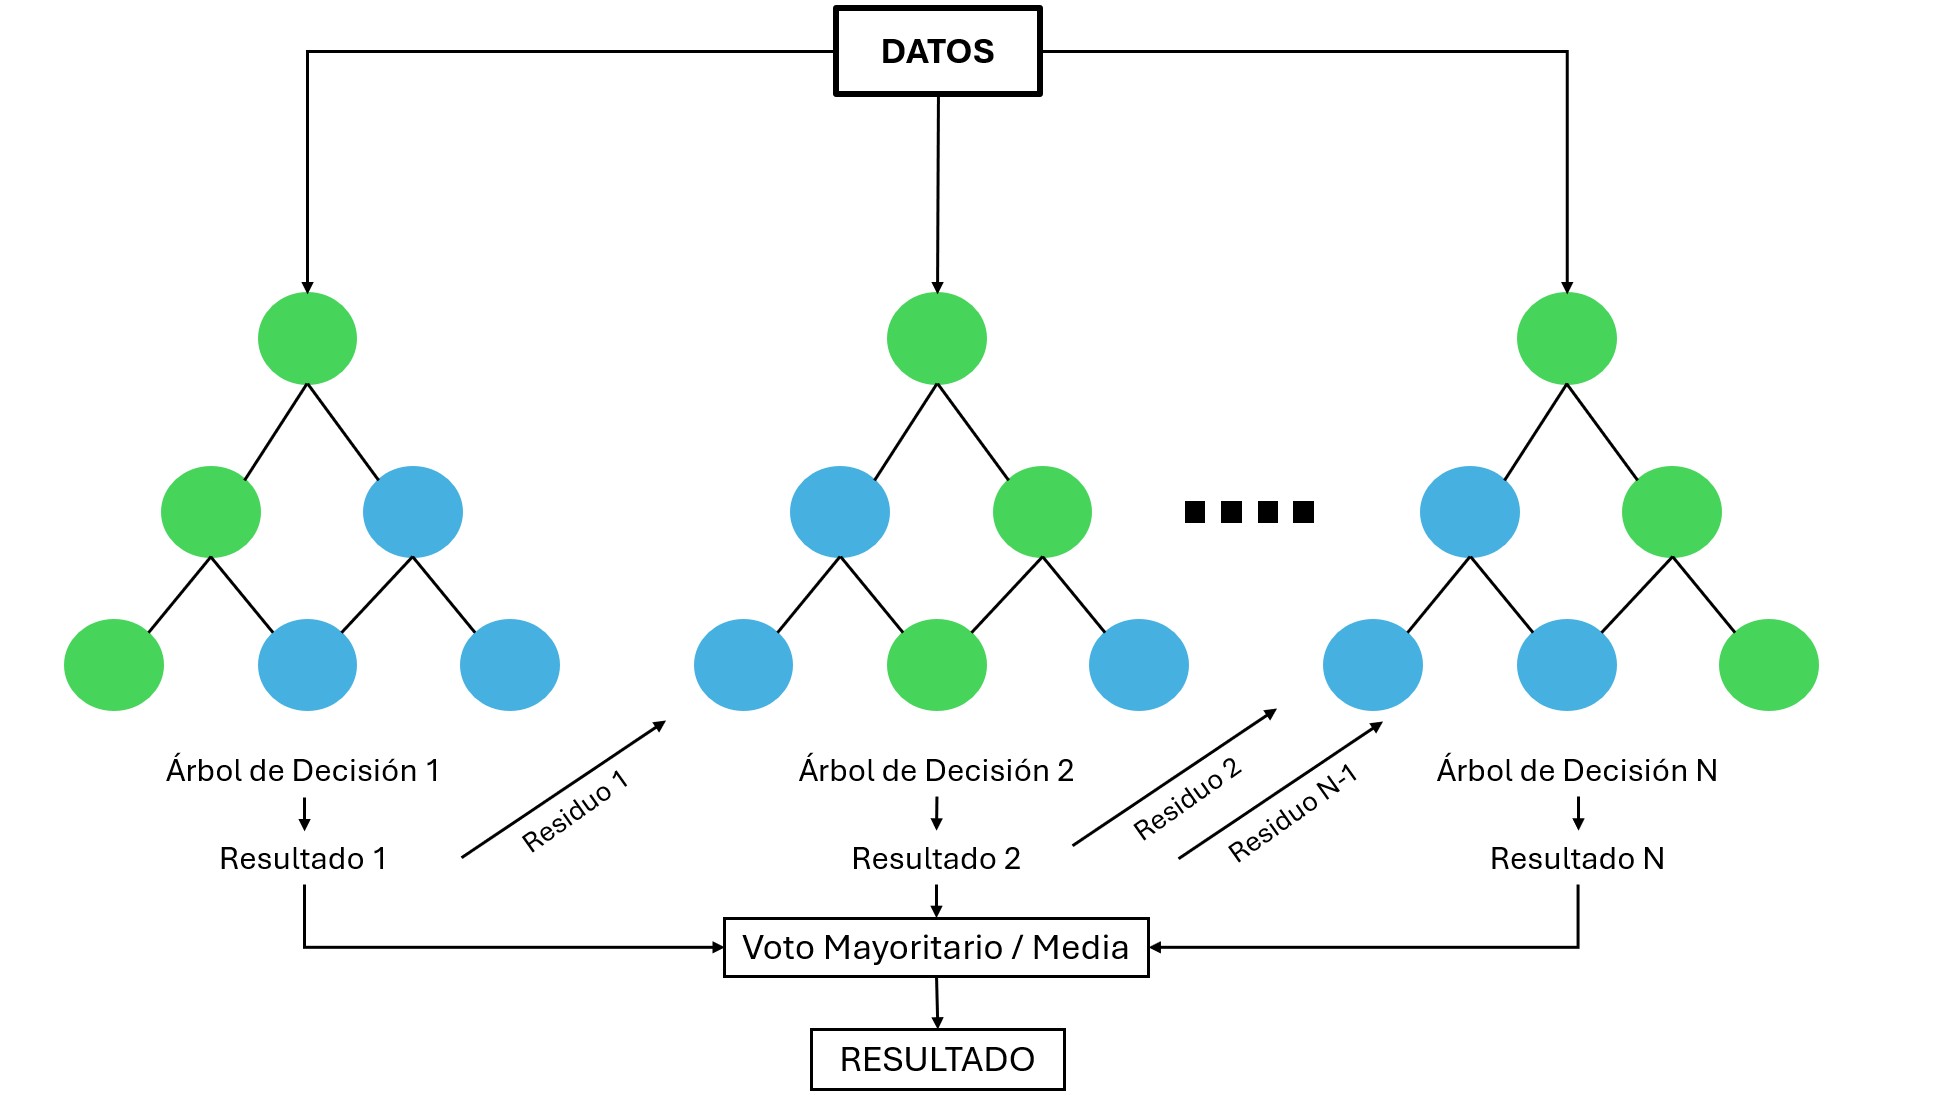 DATOS
Árbol de Decisión 1
Árbol de Decisión 2
Árbol de Decisión N
Residuo 1
Residuo 2
Residuo N-1
Resultado 1
Resultado 2
Resultado N
Voto Mayoritario / Media
RESULTADO